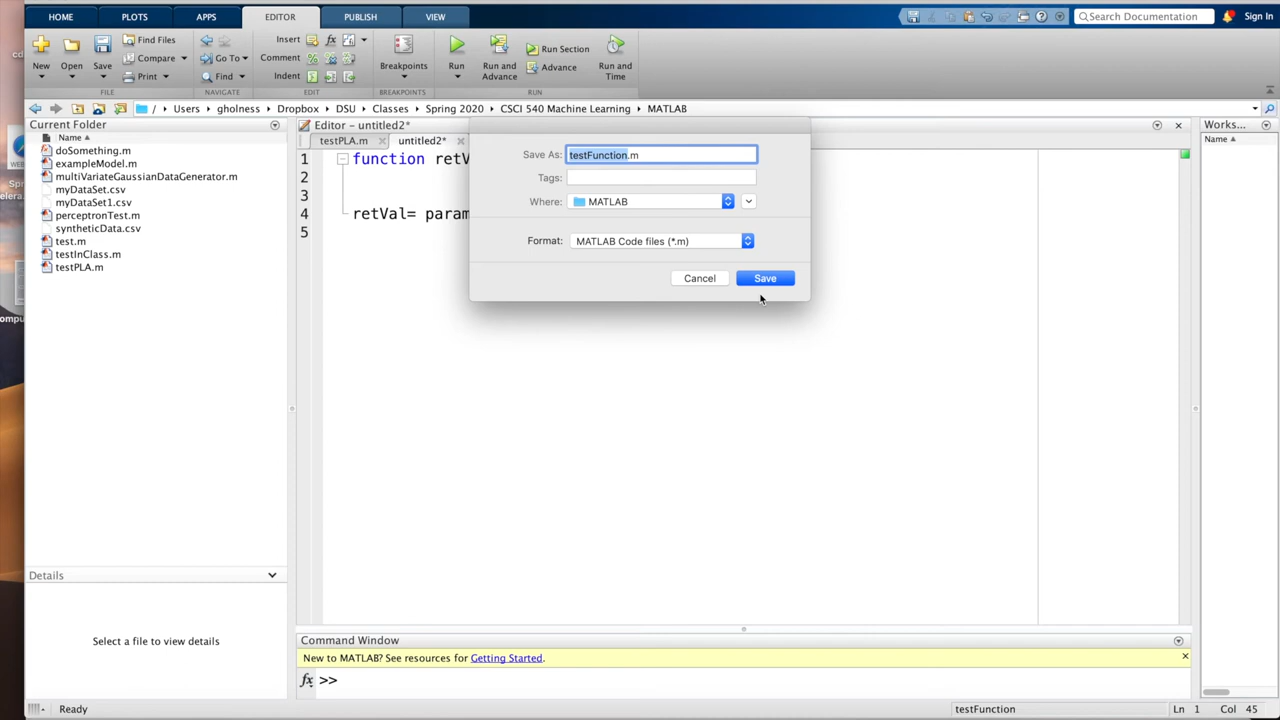 HOME PLOTS APPS EDITOR PUBLISH VIEW Search Documentation Sign In
Find Files Insert fx Run Section
Compare Go To Comment Advance
Print Find Indent
New Open Save Breakpoints Run Run and Advance Run and Time
FILE NAVIGATE EDIT BREAKPOINTS RUN
/ Users gholness Dropbox DSU Classes Spring 2020 CSCI 540 Machine Learning MATLAB
Current Folder
Name
doSomething.m
exampleModel.m
multiVariateGaussianDataGenerator.m
myDataSet.csv
myDataSet1.csv
perceptronTest.m
syntheticData.csv
test.m
testInClass.m
testPLA.m
Details
Select a file to view details
Editor – untitled2*
testPLA.m untitled2*
1 function retV
2
3
4 retVal= param
5
Save As: testFunction.m
Tags:
Where: MATLAB
Format: MATLAB Code files (*.m)
Cancel Save
Works...
Name
Command Window
New to MATLAB? See resources for Getting Started.
fx >>
Ready testFunction Ln 1 Col 45